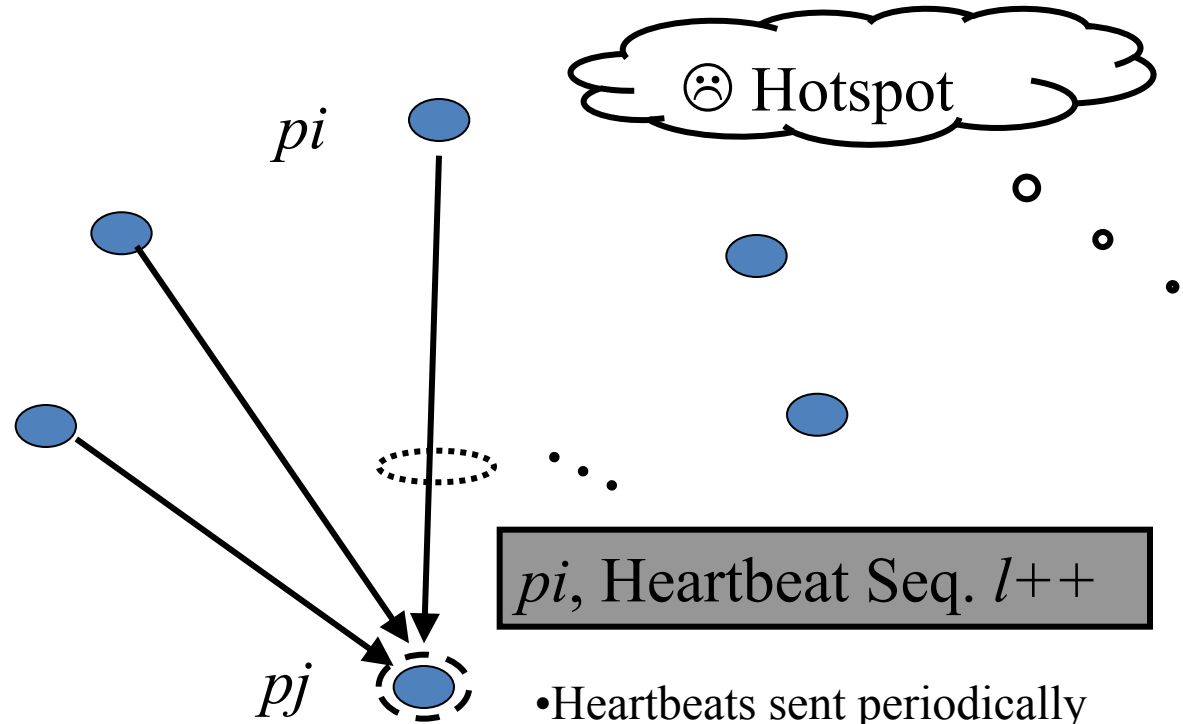 ☹ Hotspot
pi
pi, Heartbeat Seq. l++
pj
•Heartbeats sent periodically